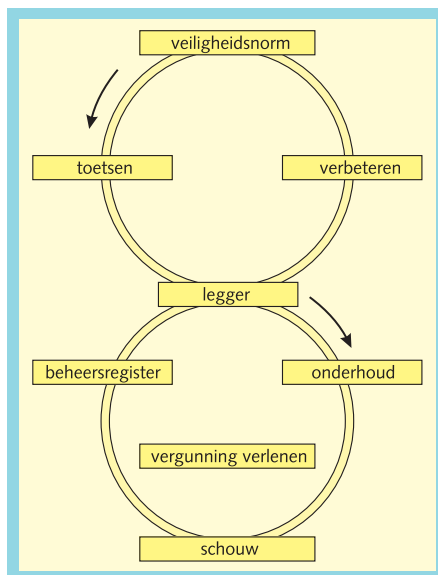 veiligheidsnorm
toetsen
verbeteren
legger
beheersregister
onderhoud
vergunning verlenen
schouw